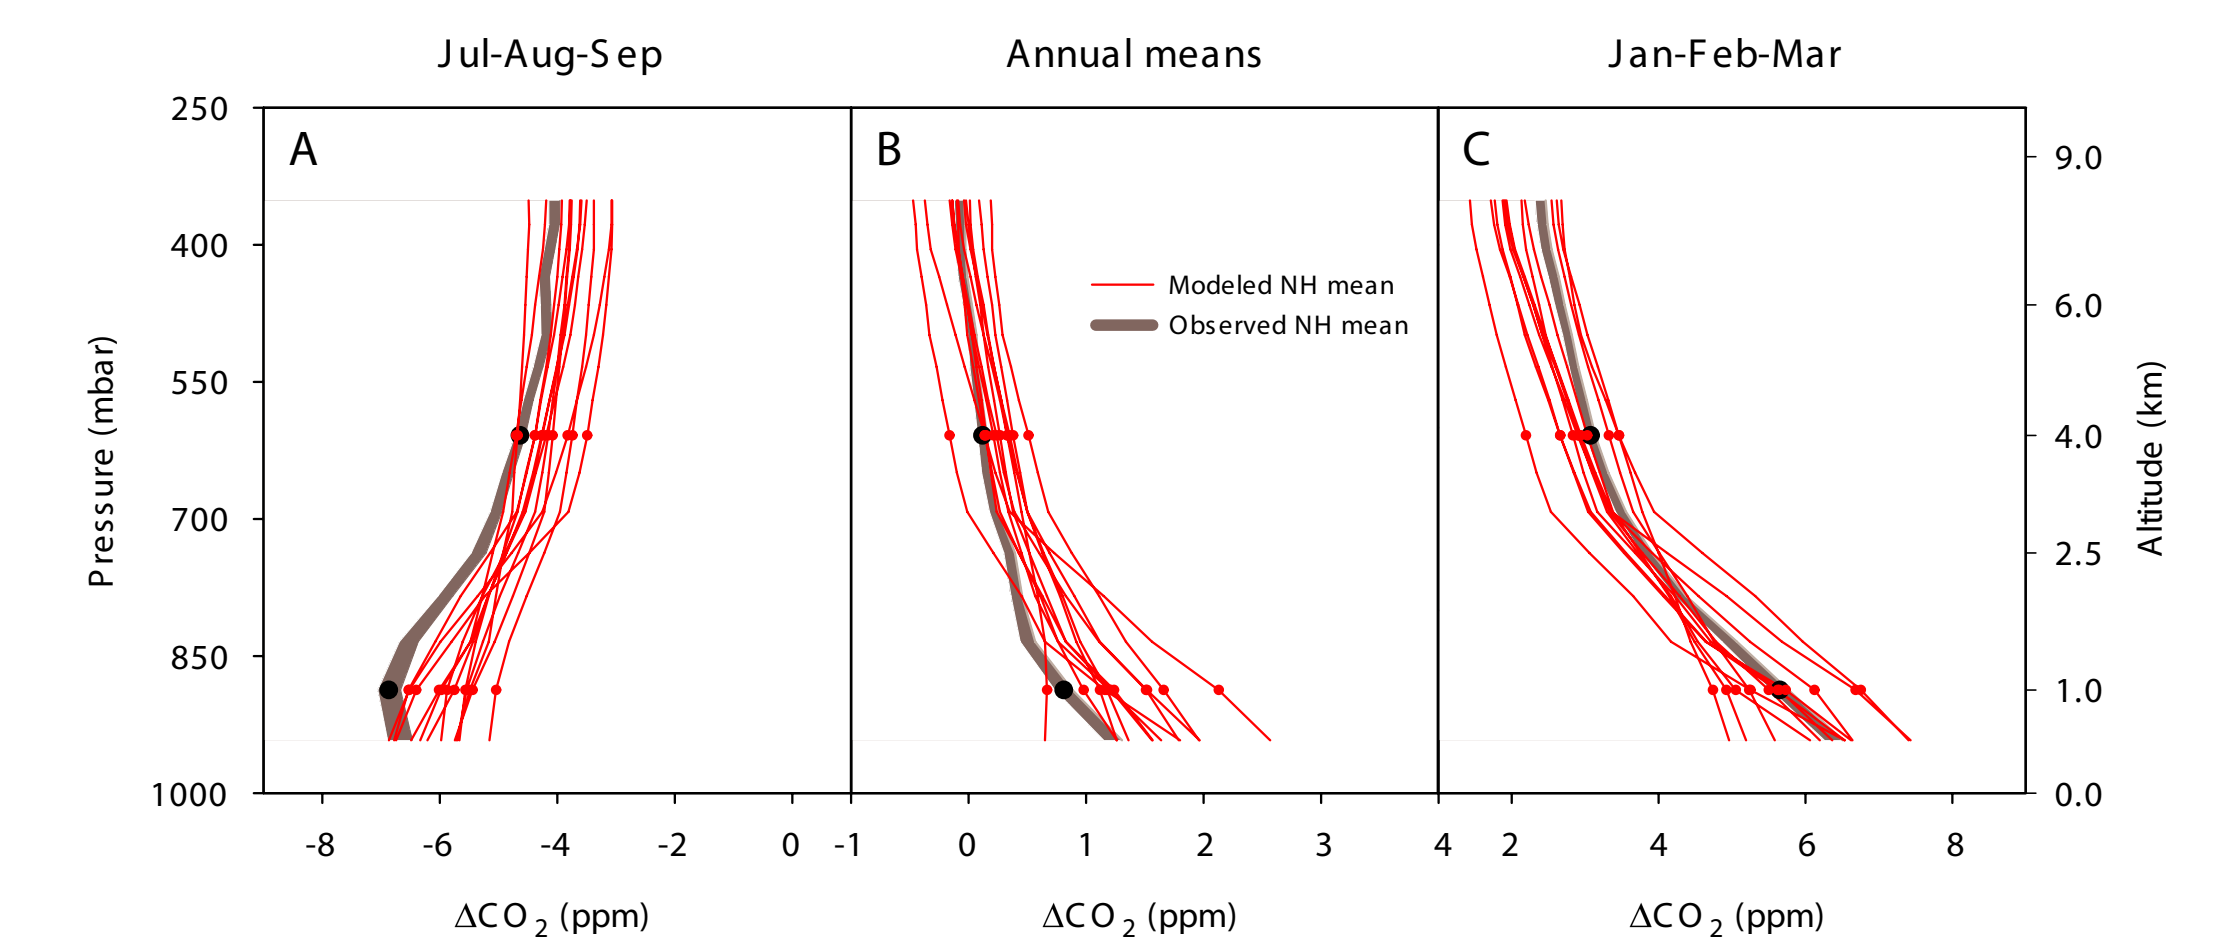 Jul-Aug-Sep Annual means Jan-Feb-Mar
250
A B C 9.0
400
Modeled NH mean
6.0
Observed NH mean
Pressure (mbar)
550
4.0
Altitude (km)
700
2.5
850
1.0
1000 0.0
-8 -6 -4 -2 0 -1 0 1 2 3 4 2 4 6 8
ΔCO2 (ppm) ΔCO2 (ppm) ΔCO2 (ppm)